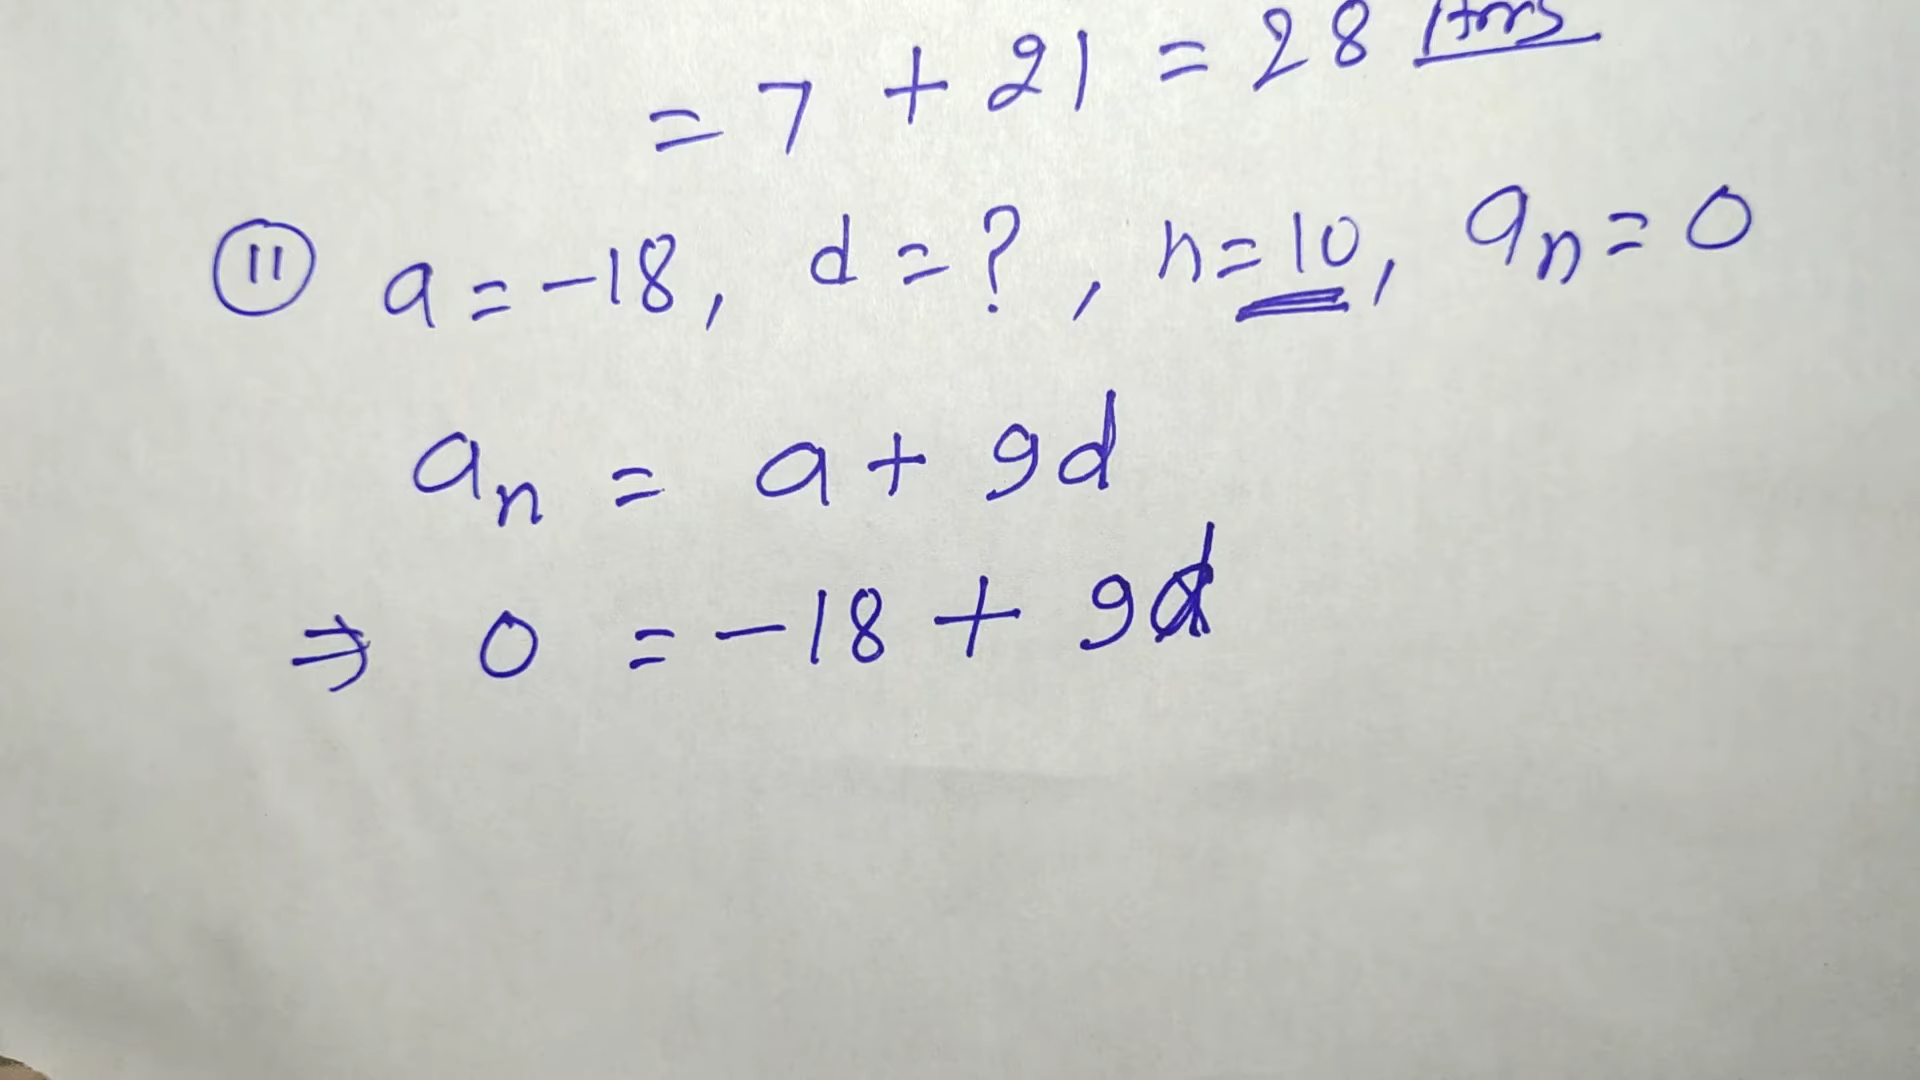 = 7 + 21 = 28 Ans
(11) a = -18, d = ?, n = 10, aₙ = 0
aₙ = a + 9d
⇒ 0 = -18 + 9d